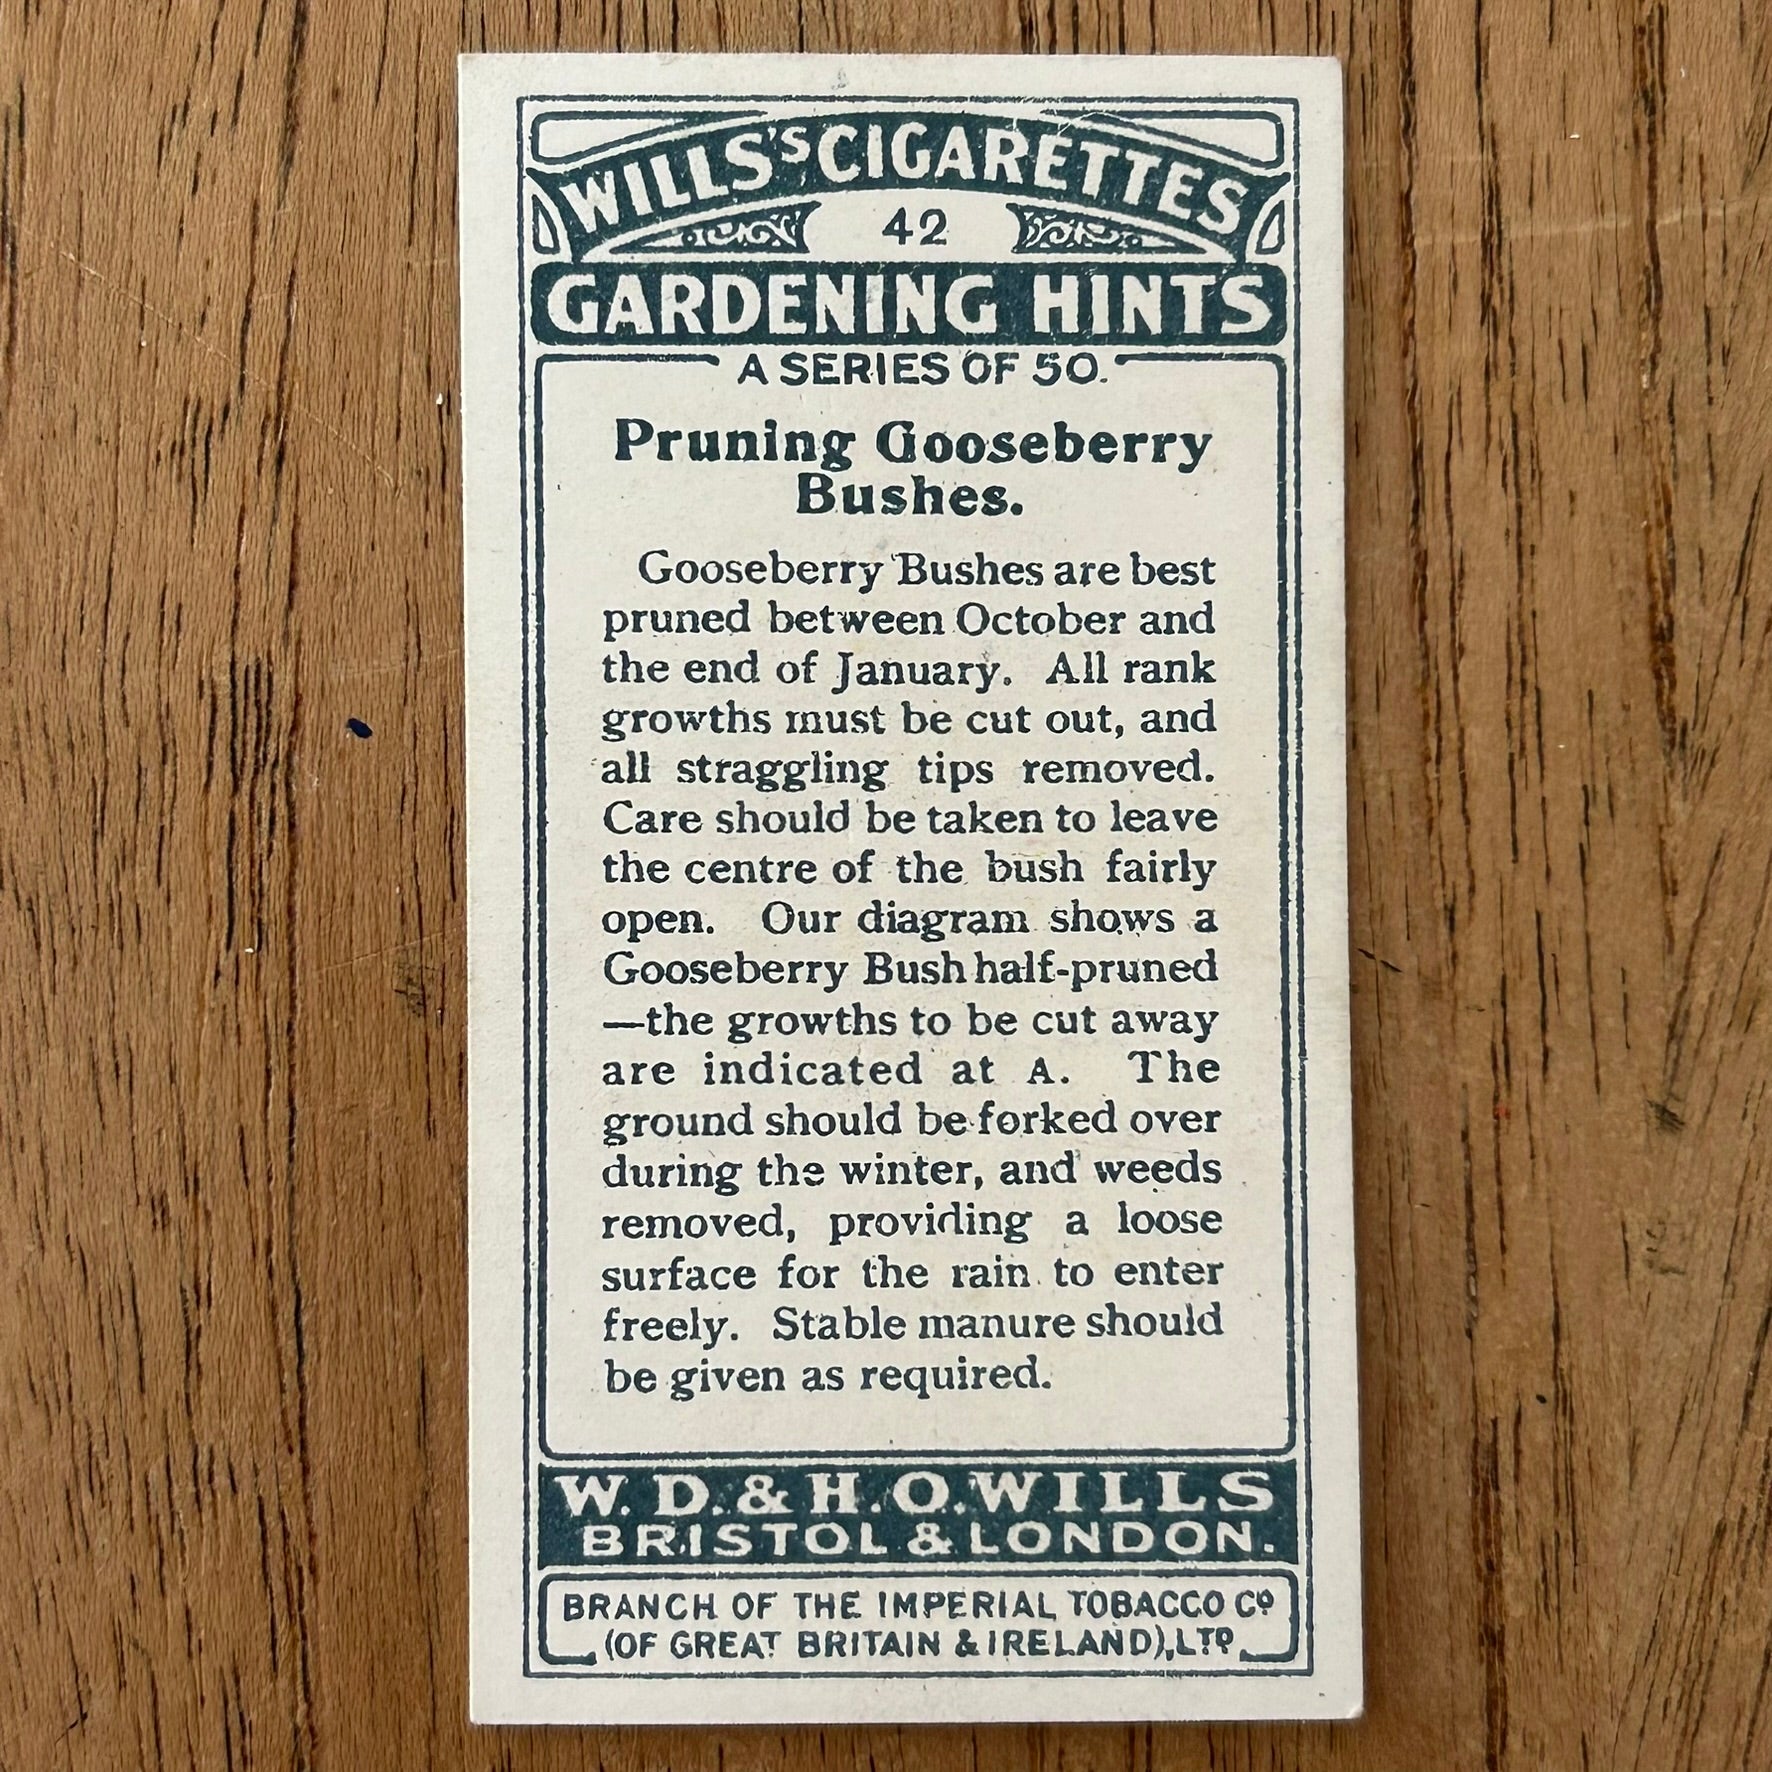 WILLS'S CIGARETTES
42
GARDENING HINTS
A SERIES OF 50.
Pruning Gooseberry
Bushes.
Gooseberry Bushes are best
pruned between October and
the end of January. All rank
growths must be cut out, and
all straggling tips removed.
Care should be taken to leave
the centre of the bush fairly
open. Our diagram shows a
Gooseberry Bush half-pruned
—the growths to be cut away
are indicated at A. The
ground should be forked over
during the winter, and weeds
removed, providing a loose
surface for the rain to enter
freely. Stable manure should
be given as required.
W. D. & H. O. WILLS
BRISTOL & LONDON.
BRANCH OF THE IMPERIAL TOBACCO Cº
(OF GREAT BRITAIN & IRELAND), LTᴰ.